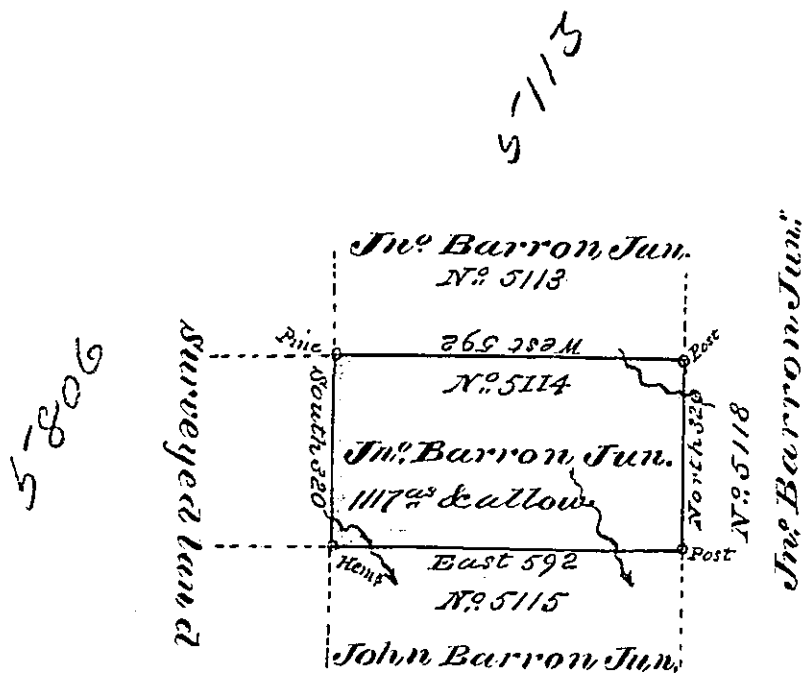 5113
Jno. Barron Jun.
No. 5113
Pine
West 592
Post
No. 5114
South 320
North 320
Jno. Barron Jun.
1117 as & allow
Hemp
East 592
Post
No. 5115
John Barron Jun.
Surveyed land
5806
No. 5118
Jno. Barron Jun.